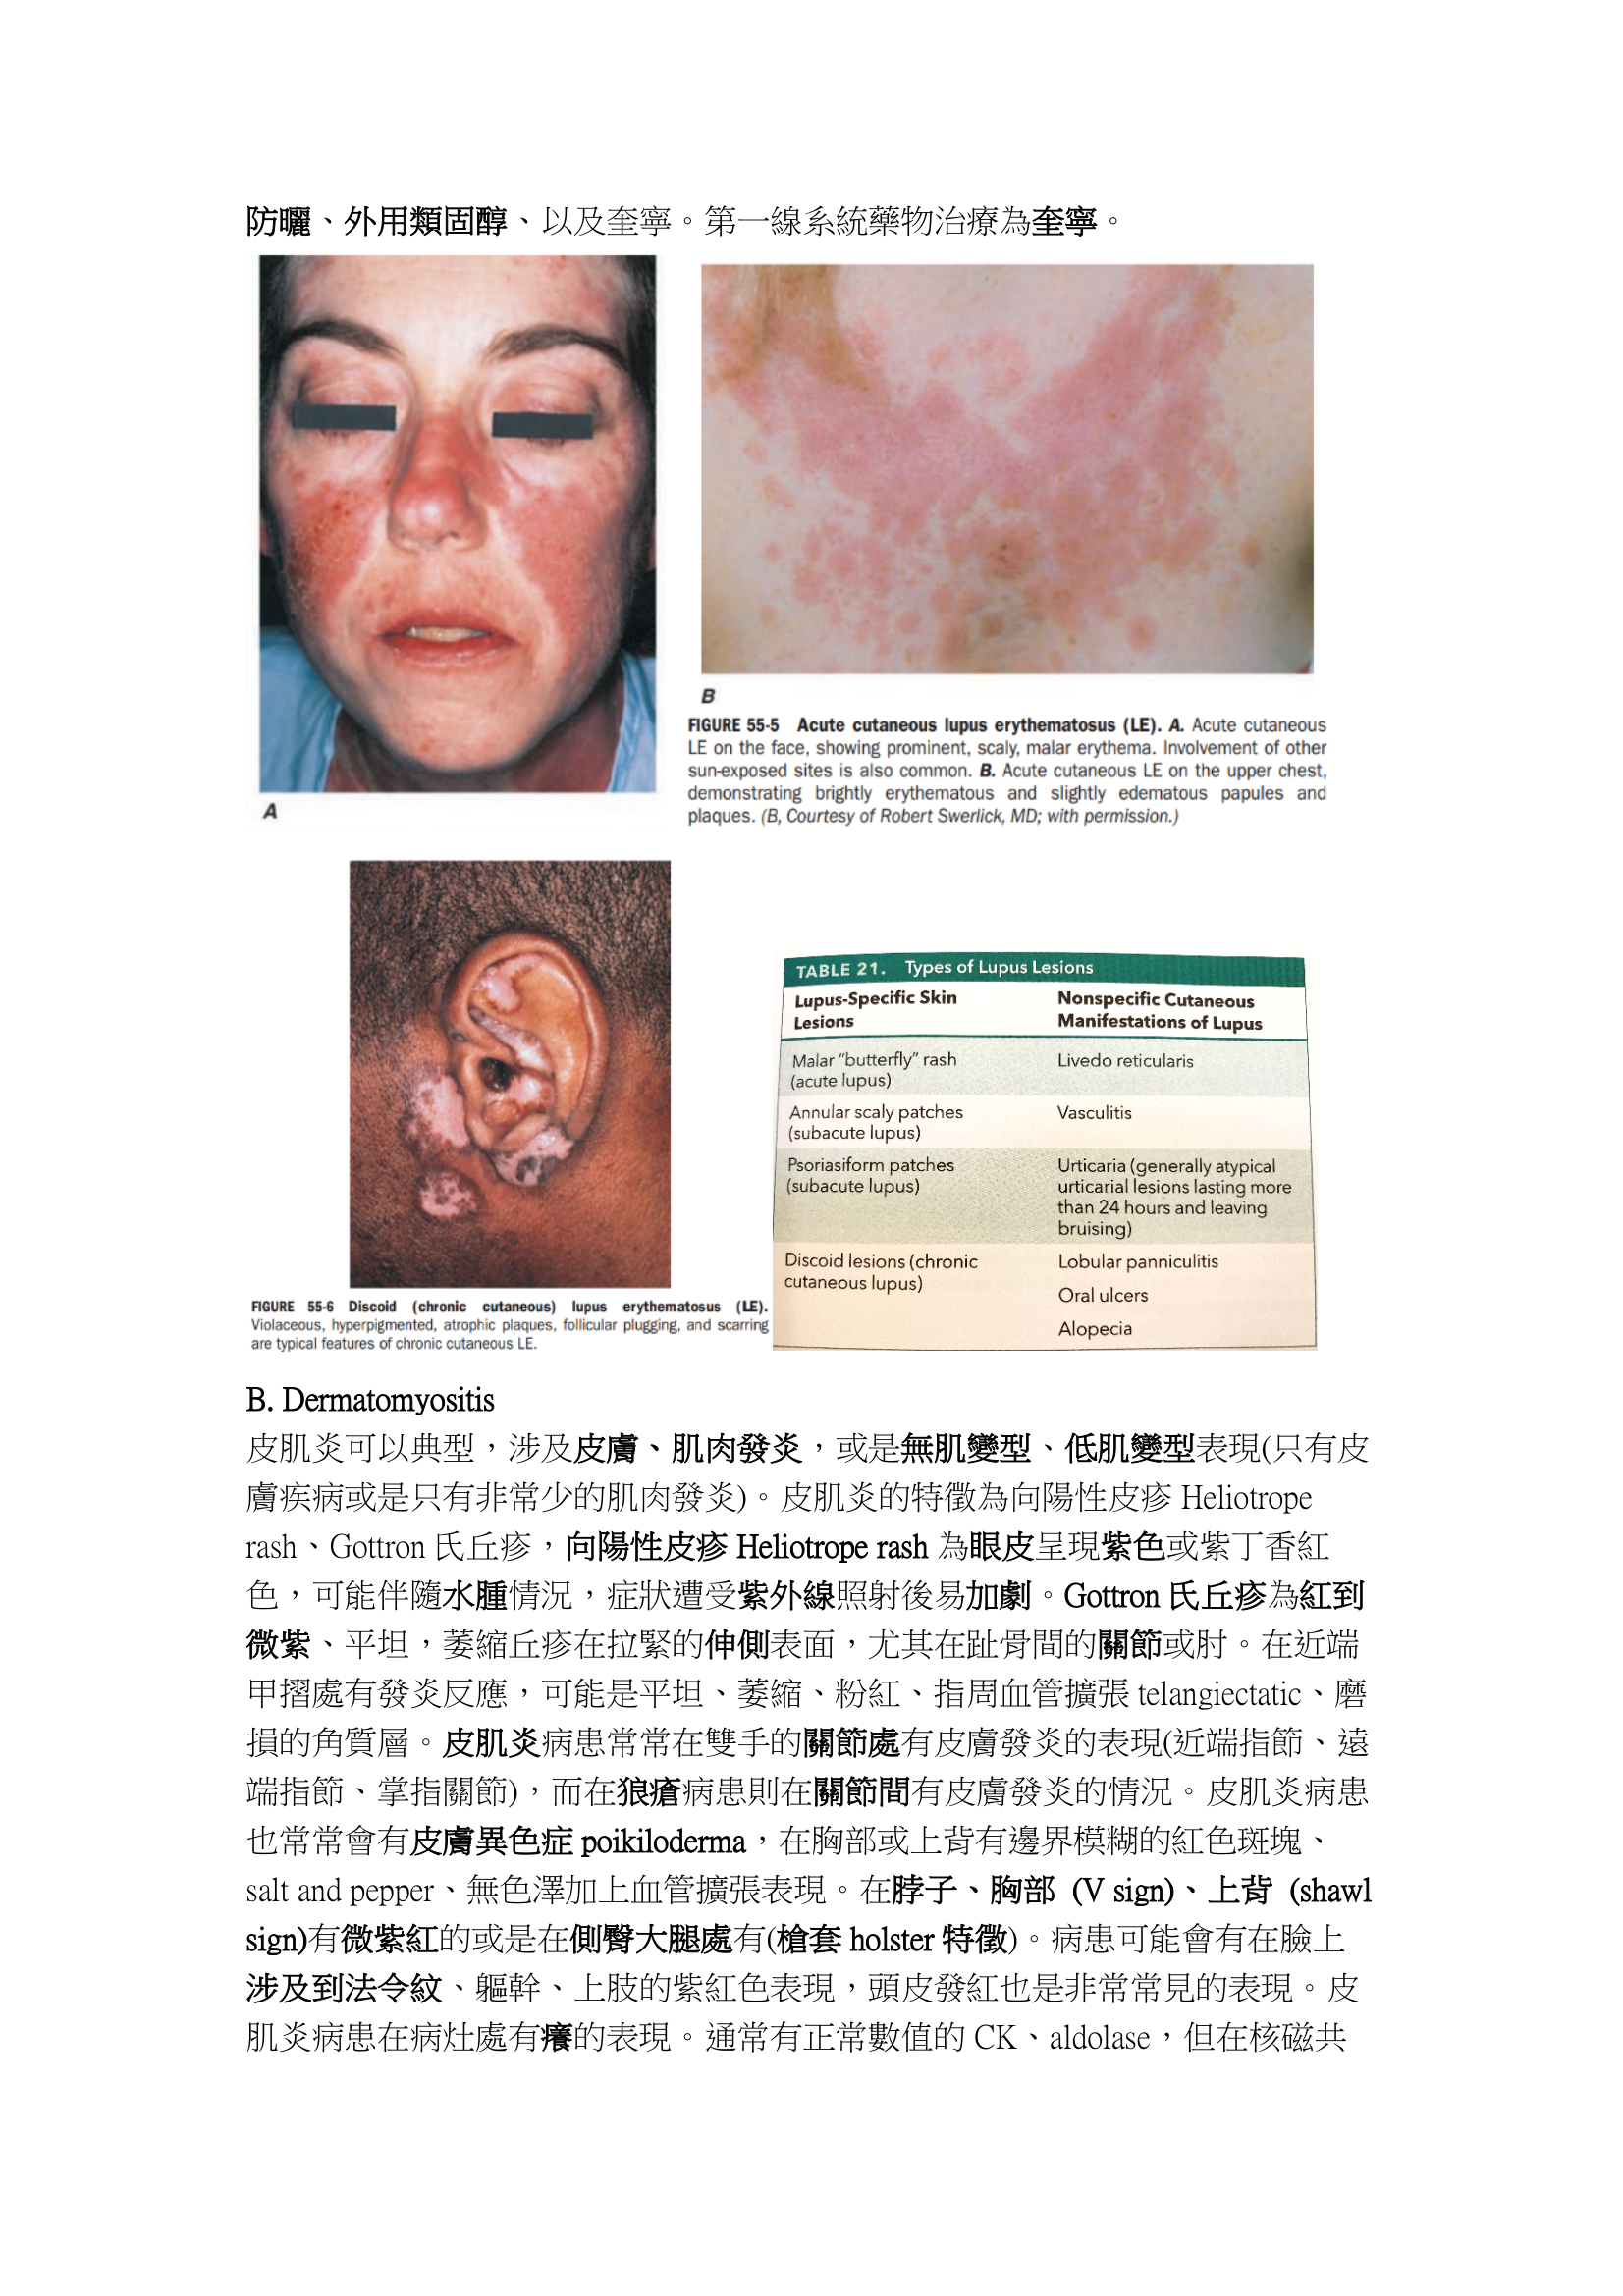 防曬、外用類固醇、以及奎寧。第一線系統藥物治療為奎寧。
A
B
FIGURE 55-5 Acute cutaneous lupus erythematosus (LE). A. Acute cutaneous
LE on the face, showing prominent, scaly, malar erythema. Involvement of other
sun-exposed sites is also common. B. Acute cutaneous LE on the upper chest,
demonstrating brightly erythematous and slightly edematous papules and
plaques. (B, Courtesy of Robert Swerlick, MD; with permission.)
FIGURE 55-6 Discoid (chronic cutaneous) lupus erythematosus (LE).
Violaceous, hyperpigmented, atrophic plaques, follicular plugging, and scarring
are typical features of chronic cutaneous LE.
TABLE 21. Types of Lupus Lesions
Lupus-Specific Skin Lesions
Nonspecific Cutaneous Manifestations of Lupus
Malar "butterfly" rash (acute lupus)
Livedo reticularis
Annular scaly patches (subacute lupus)
Vasculitis
Psoriasiform patches (subacute lupus)
Urticaria (generally atypical urticarial lesions lasting more than 24 hours and leaving bruising)
Discoid lesions (chronic cutaneous lupus)
Lobular panniculitis
Oral ulcers
Alopecia
B. Dermatomyositis
皮肌炎可以典型，涉及皮膚、肌肉發炎，或是無肌變型、低肌變型表現(只有皮
膚疾病或是只有非常少的肌肉發炎)。皮肌炎的特徵為向陽性皮疹 Heliotrope
rash、Gottron 氏丘疹，向陽性皮疹 Heliotrope rash 為眼皮呈現紫色或紫丁香紅
色，可能伴隨水腫情況，症狀遭受紫外線照射後易加劇。Gottron 氏丘疹為紅到
微紫、平坦，萎縮丘疹在拉緊的伸側表面，尤其在趾骨間的關節或肘。在近端
甲摺處有發炎反應，可能是平坦、萎縮、粉紅、指周血管擴張 telangiectatic、磨
損的角質層。皮肌炎病患常常在雙手的關節處有皮膚發炎的表現(近端指節、遠
端指節、掌指關節)，而在狼瘡病患則在關節間有皮膚發炎的情況。皮肌炎病患
也常常會有皮膚異色症 poikiloderma，在胸部或上背有邊界模糊的紅色斑塊、
salt and pepper、無色澤加上血管擴張表現。在脖子、胸部 (V sign)、上背 (shawl
sign)有微紫紅的或是在側臀大腿處有(槍套 holster 特徵)。病患可能會有在臉上
涉及到法令紋、軀幹、上肢的紫紅色表現，頭皮發紅也是非常常見的表現。皮
肌炎病患在病灶處有癢的表現。通常有正常數值的 CK、aldolase，但在核磁共